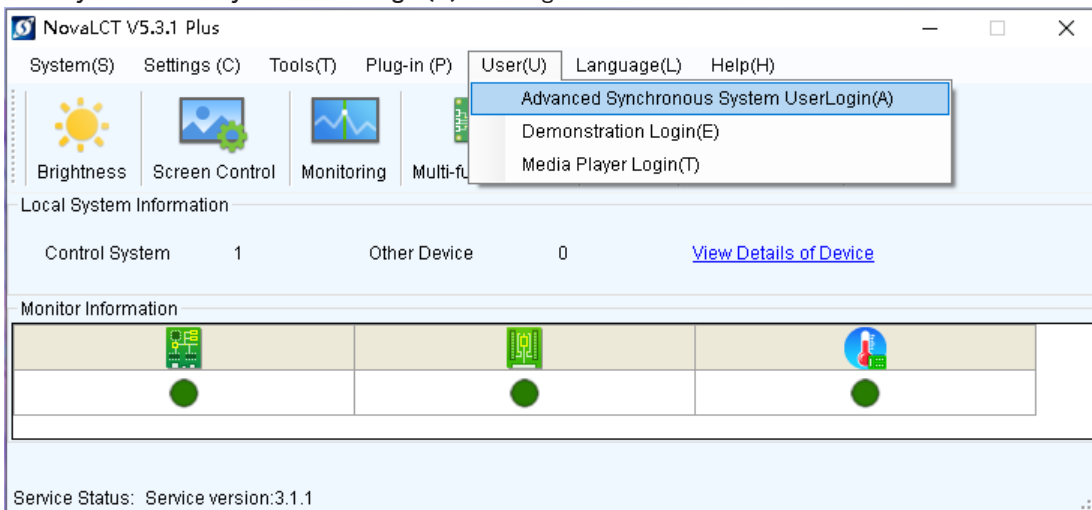 NovaLCT V5.3.1 Plus
System(S) Settings (C) Tools(T) Plug-in (P) User(U) Language(L) Help(H)
Advanced Synchronous System UserLogin(A)
Demonstration Login(E)
Media Player Login(T)
Brightness Screen Control Monitoring Multi-fu
Local System Information
Control System 1 Other Device 0 View Details of Device
Monitor Information
Service Status: Service version:3.1.1